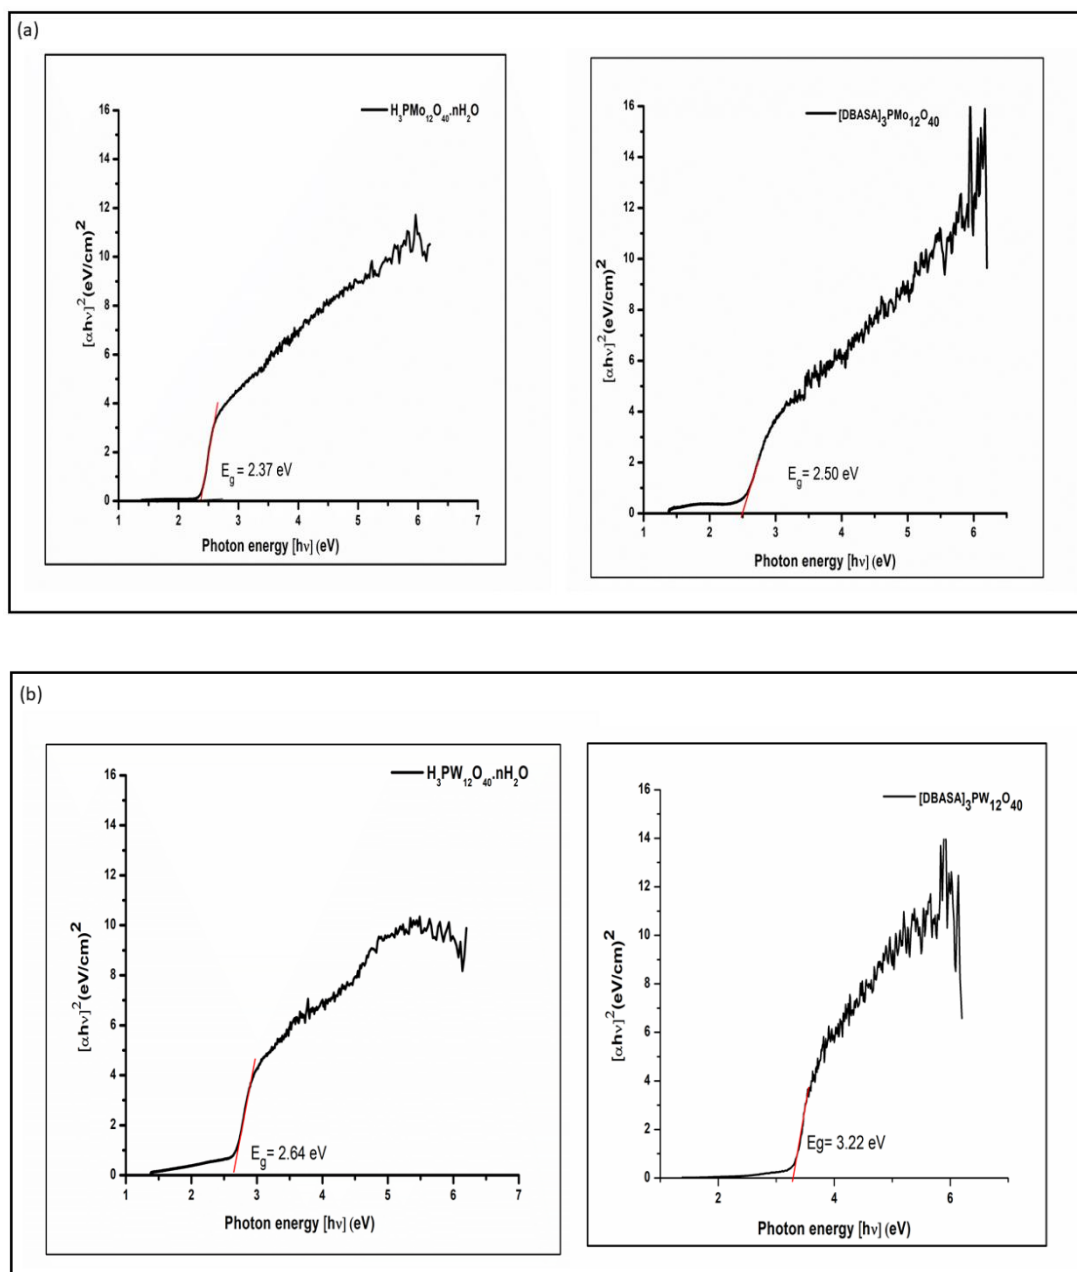 (a)
H₃PMo₁₂O₄₀.nH₂O
[αhν]²(eV/cm)²
16
14
12
10
8
6
4
2
0
E_g = 2.37 eV
1 2 3 4 5 6 7
Photon energy [hν] (eV)
[DBASA]₃PMo₁₂O₄₀
[αhν]²(eV/cm)²
16
14
12
10
8
6
4
2
0
E_g = 2.50 eV
1 2 3 4 5 6
Photon energy [hν] (eV)
(b)
H₃PW₁₂O₄₀.nH₂O
[αhν]²(eV/cm)²
16
14
12
10
8
6
4
2
0
E_g = 2.64 eV
1 2 3 4 5 6 7
Photon energy [hν] (eV)
[DBASA]₃PW₁₂O₄₀
[αhν]²(eV/cm)²
16
14
12
10
8
6
4
2
0
Eg= 3.22 eV
2 4 6
Photon energy [hν] (eV)